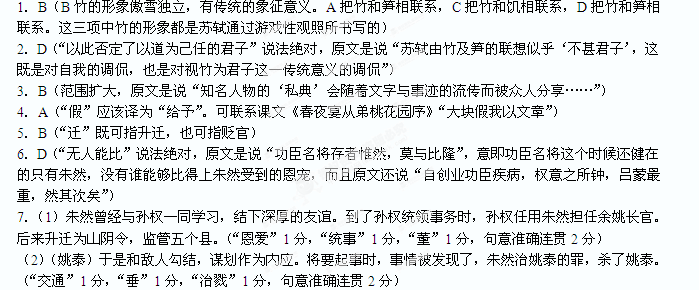 1．B（B 竹的形象傲雪独立，有传统的象征意义。A 把竹和笋相联系，C 把竹和饥相联系，D 把竹和笋相
联系。这三项中竹的形象都是苏轼通过游戏性观照所书写的）
2．D（“以此否定了以道为己任的君子”说法绝对，原文是说“苏轼由竹及笋的联想似乎‘不甚君子’，这
既是对自我的调侃，也是对视竹为君子这一传统意义的调侃”）
3．B（范围扩大，原文是说“知名人物的‘私典’会随着文字与事迹的流传而被众人分享……”）
4．A（“假”应该译为“给予”。可联系课文《春夜宴从弟桃花园序》“大块假我以文章”）
5．B（“迁”既可指升迁，也可指贬官）
6．D（“无人能比”说法绝对，原文是说“功臣名将存者惟然，莫与比隆”，意即功臣名将这个时候还健在
的只有朱然，没有谁能够比得上朱然受到的恩宠，而且原文还说“自创业功臣疾病，权意之所钟，吕蒙最
重，然其次矣”）
7．（1）朱然曾经与孙权一同学习，结下深厚的友谊。到了孙权统领事务时，孙权任用朱然担任余姚长官。
后来升迁为山阴令，监管五个县。（“恩爱”1 分，“统事”1 分，“董”1 分，句意准确连贯 2 分）
（2）（姚泰）于是和敌人勾结，谋划作为内应。将要起事时，事情被发现了，朱然治姚泰的罪，杀了姚泰。
（“交通”1 分，“垂”1 分，“治戮”1 分，句意准确连贯 2 分）